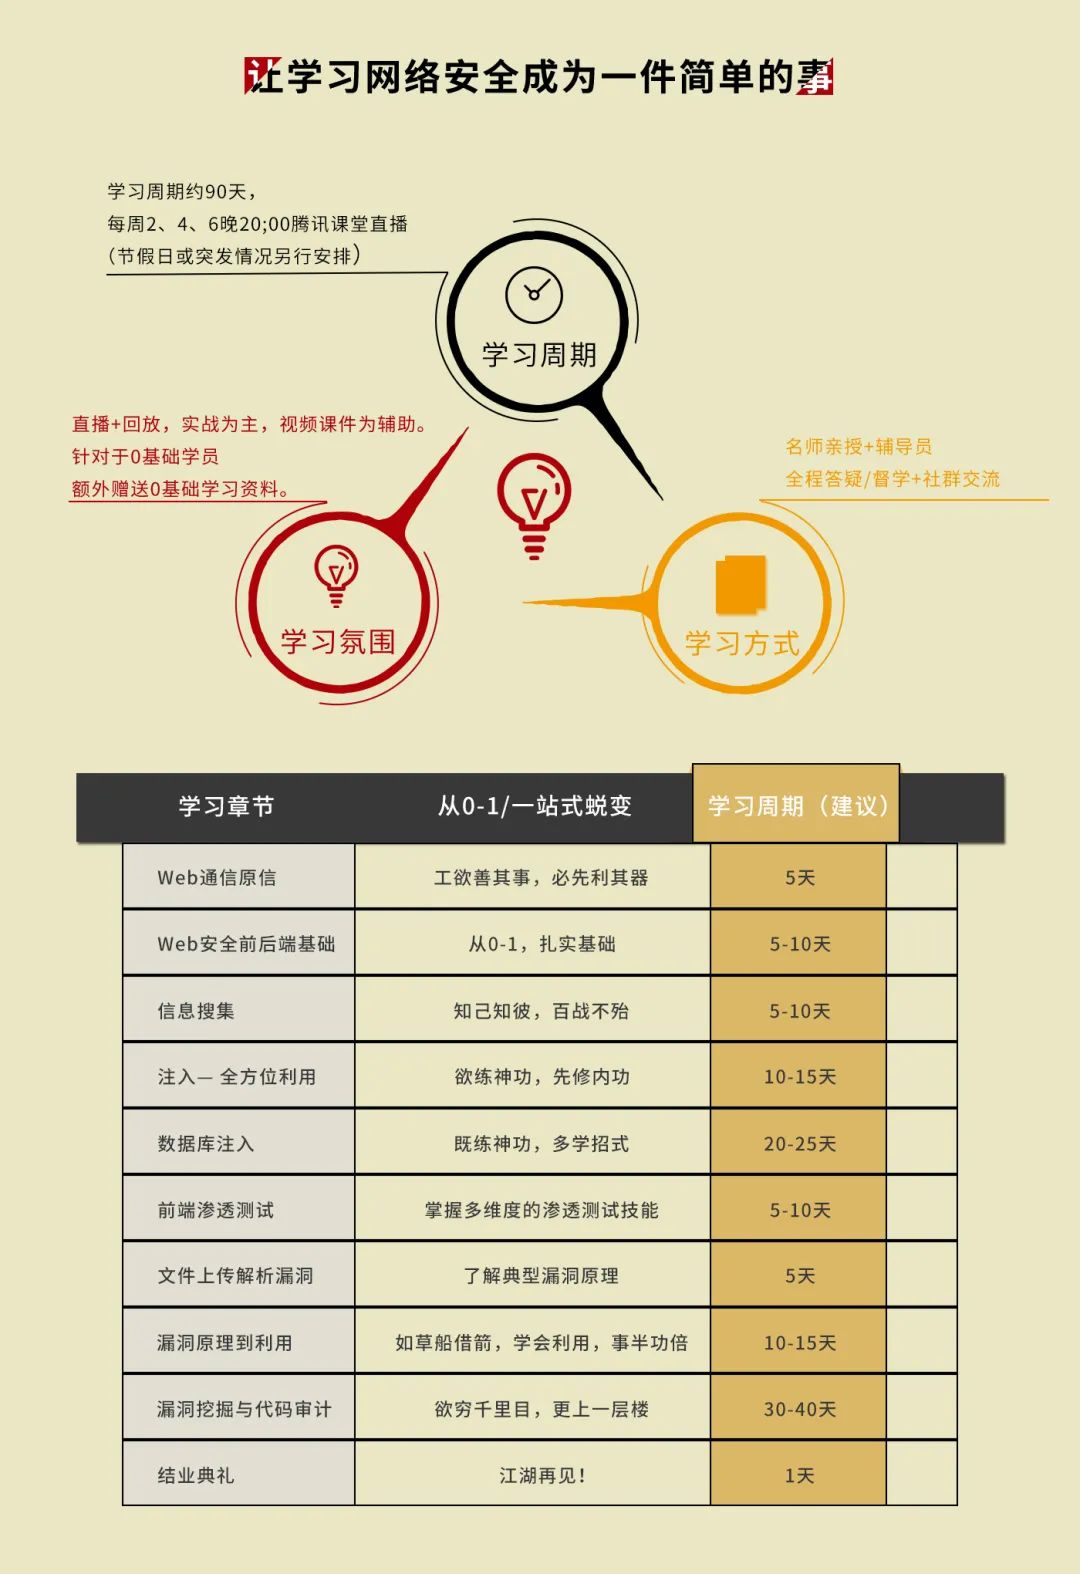 让学习网络安全成为一件简单的事
学习周期约90天，
每周2、4、6晚20;00腾讯课堂直播
（节假日或突发情况另行安排）
学习周期
直播+回放，实战为主，视频课件为辅助。
针对于0基础学员
额外赠送0基础学习资料。
学习氛围
名师亲授+辅导员
全程答疑/督学+社群交流
学习方式
学习章节 从0-1/一站式蜕变 学习周期（建议）
Web通信原信 工欲善其事，必先利其器 5天
Web安全前后端基础 从0-1，扎实基础 5-10天
信息搜集 知己知彼，百战不殆 5-10天
注入— 全方位利用 欲练神功，先修内功 10-15天
数据库注入 既练神功，多学招式 20-25天
前端渗透测试 掌握多维度的渗透测试技能 5-10天
文件上传解析漏洞 了解典型漏洞原理 5天
漏洞原理到利用 如草船借箭，学会利用，事半功倍 10-15天
漏洞挖掘与代码审计 欲穷千里目，更上一层楼 30-40天
结业典礼 江湖再见！ 1天